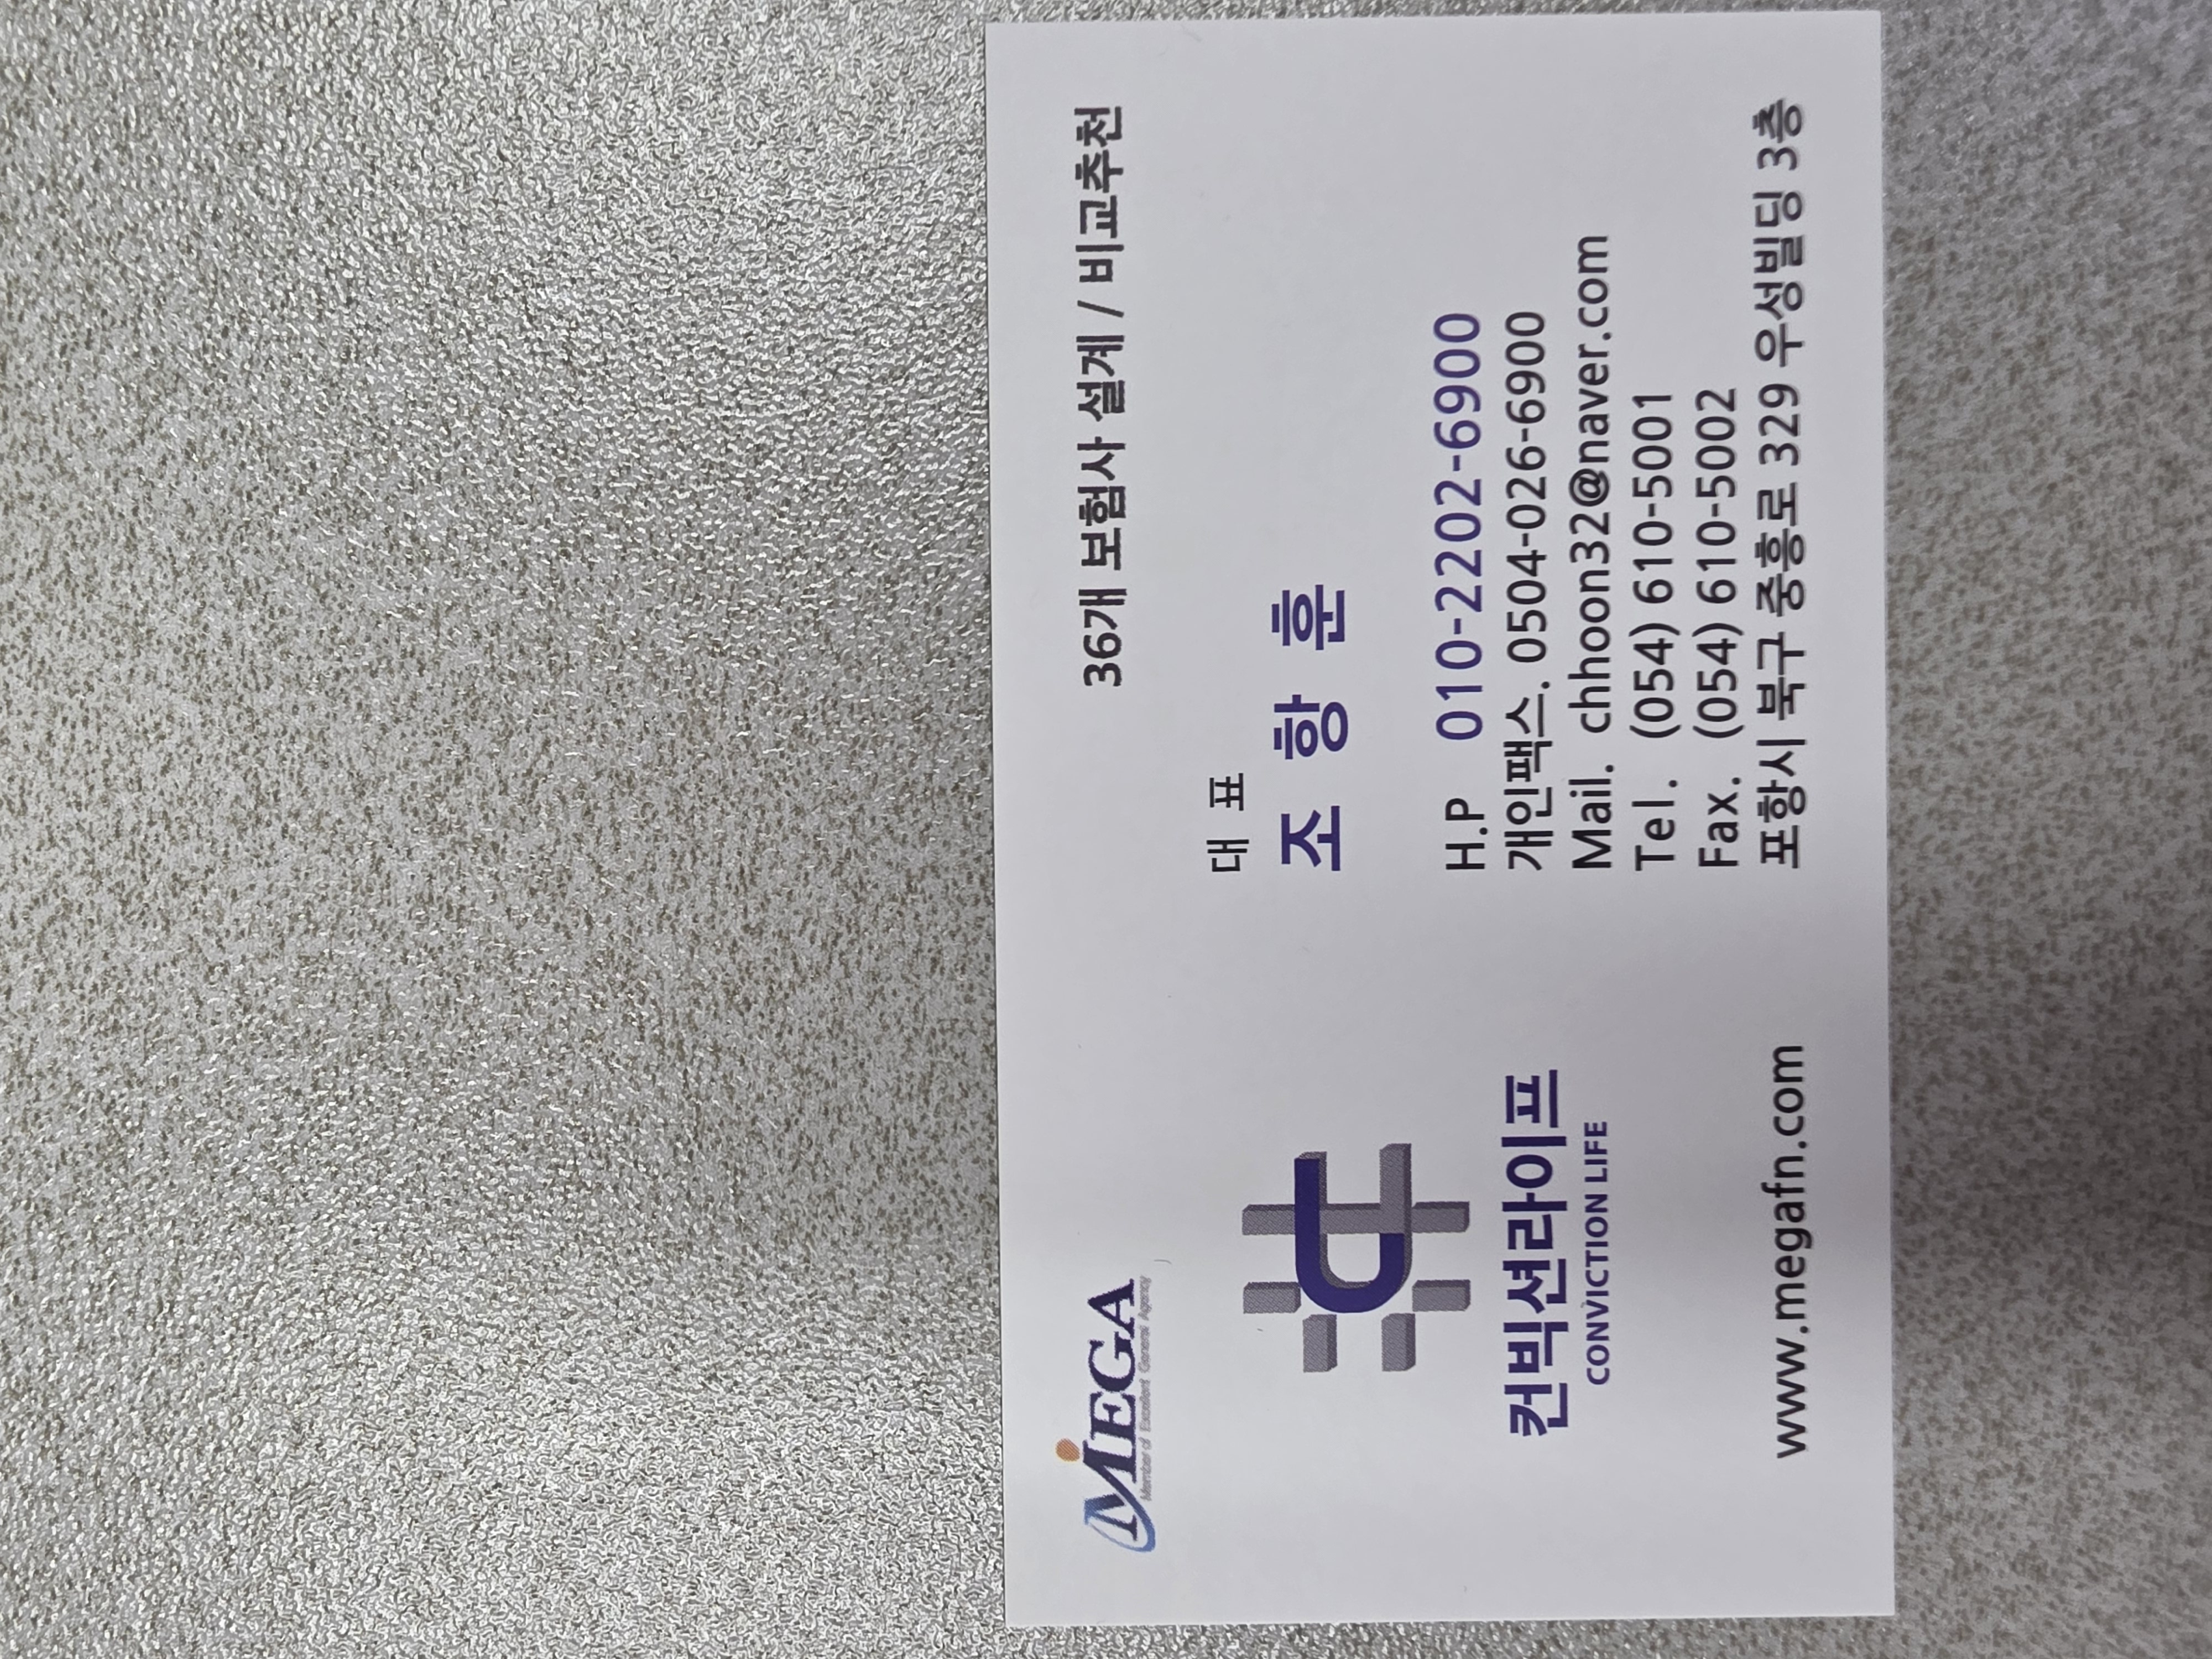 MEGA
Member of Excellent General Agency
36개 보험사 설계 / 비교추천
컨빅션라이프
CONVICTION LIFE
www.megafn.com
대 표
조 항 훈
H.P 010-2202-6900
개인팩스. 0504-026-6900
Mail. chhoon32@naver.com
Tel. (054) 610-5001
Fax. (054) 610-5002
포항시 북구 중흥로 329 우성빌딩 3층